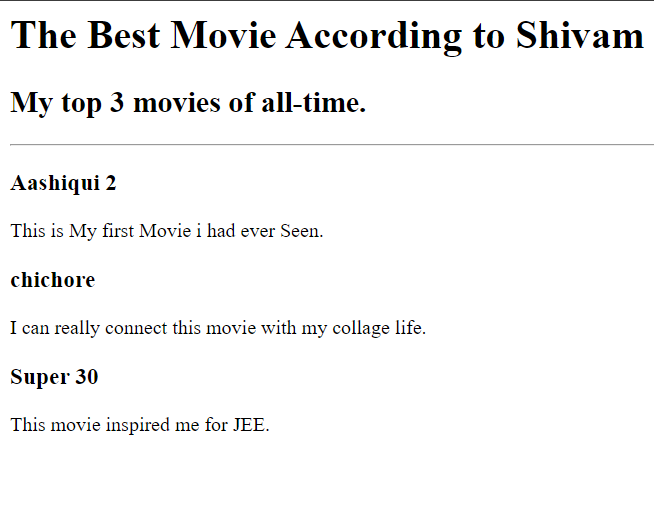 The Best Movie According to Shivam
My top 3 movies of all-time.
Aashiqui 2
This is My first Movie i had ever Seen.
chichore
I can really connect this movie with my collage life.
Super 30
This movie inspired me for JEE.